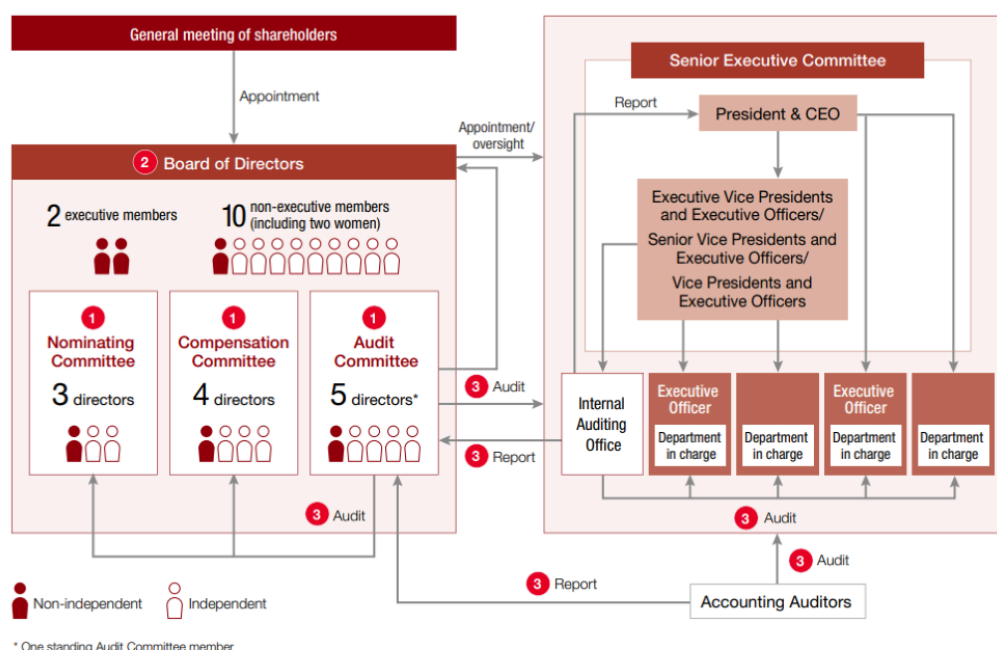 General meeting of shareholders
Appointment
2 Board of Directors
2 executive members
10 non-executive members
(including two women)
1
Nominating
Committee
3 directors
1
Compensation
Committee
4 directors
1
Audit
Committee
5 directors*
3 Audit
Appointment/
oversight
3 Audit
3 Report
Senior Executive Committee
Report
President & CEO
Executive Vice Presidents
and Executive Officers/
Senior Vice Presidents and
Executive Officers/
Vice Presidents and
Executive Officers
Internal
Auditing
Office
Executive
Officer
Department
in charge
Department
in charge
Executive
Officer
Department
in charge
Department
in charge
3 Audit
3 Audit
3 Report
Accounting Auditors
Non-independent
Independent
* One standing Audit Committee member